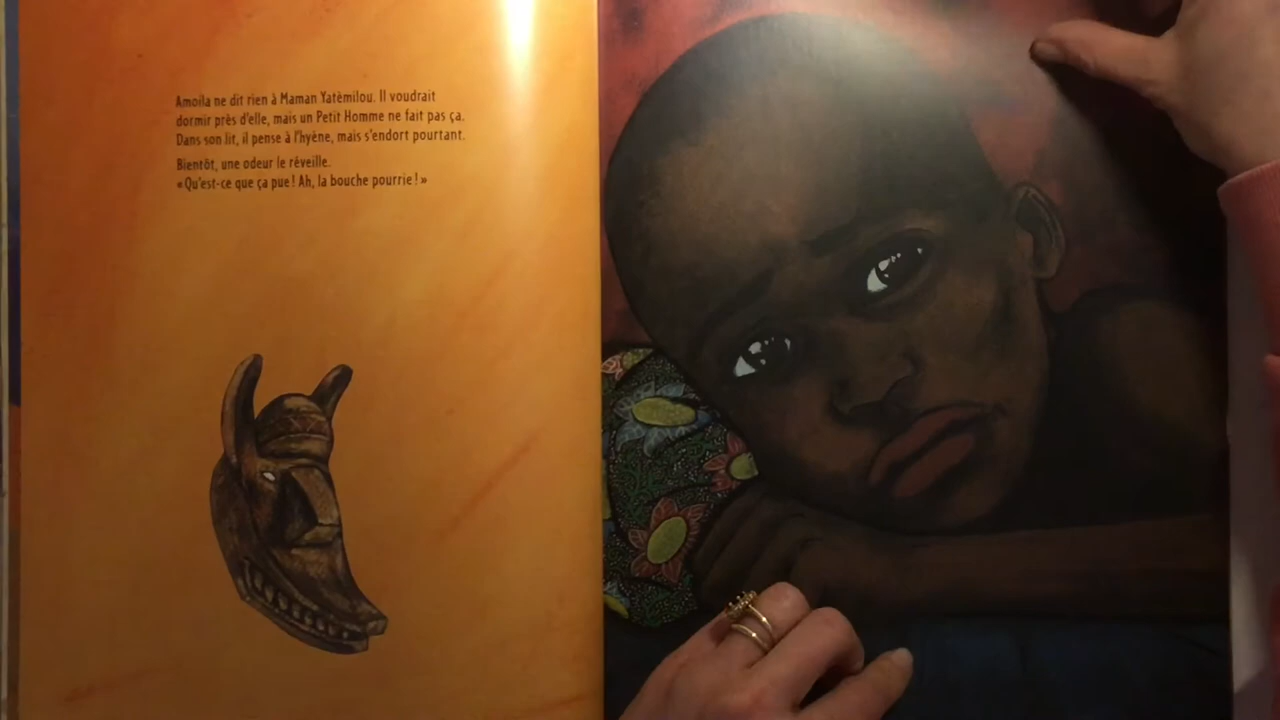 Amoila ne dit rien à Maman Yatèmilou. Il voudrait
dormir près d'elle, mais un Petit Homme ne fait pas ça.
Dans son lit, il pense à l'hyène, mais s'endort pourtant.
Bientôt, une odeur le réveille.
« Qu'est-ce que ça pue ! Ah, la bouche pourrie ! »